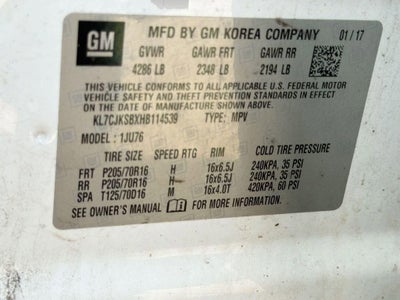 GM
MFD BY GM KOREA COMPANY 01/17
GVWR GAWR FRT GAWR RR
4286 LB 2348 LB 2194 LB
THIS VEHICLE CONFORMS TO ALL APPLICABLE U.S. FEDERAL MOTOR
VEHICLE SAFETY AND THEFT PREVENTION STANDARDS IN EFFECT
ON THE DATE OF MANUFACTURE SHOWN ABOVE.
KL7CJKSBXHB114539 TYPE: MPV
MODEL: 1JU76
TIRE SIZE SPEED RTG RIM COLD TIRE PRESSURE
FRT P205/70R16 H 16x6.5J 240KPA, 35 PSI
RR P205/70R16 H 16x6.5J 240KPA, 35 PSI
SPA T125/70D16 M 16x4.0T 420KPA, 60 PSI
SEE OWNER'S MANUAL FOR MORE INFORMATION.